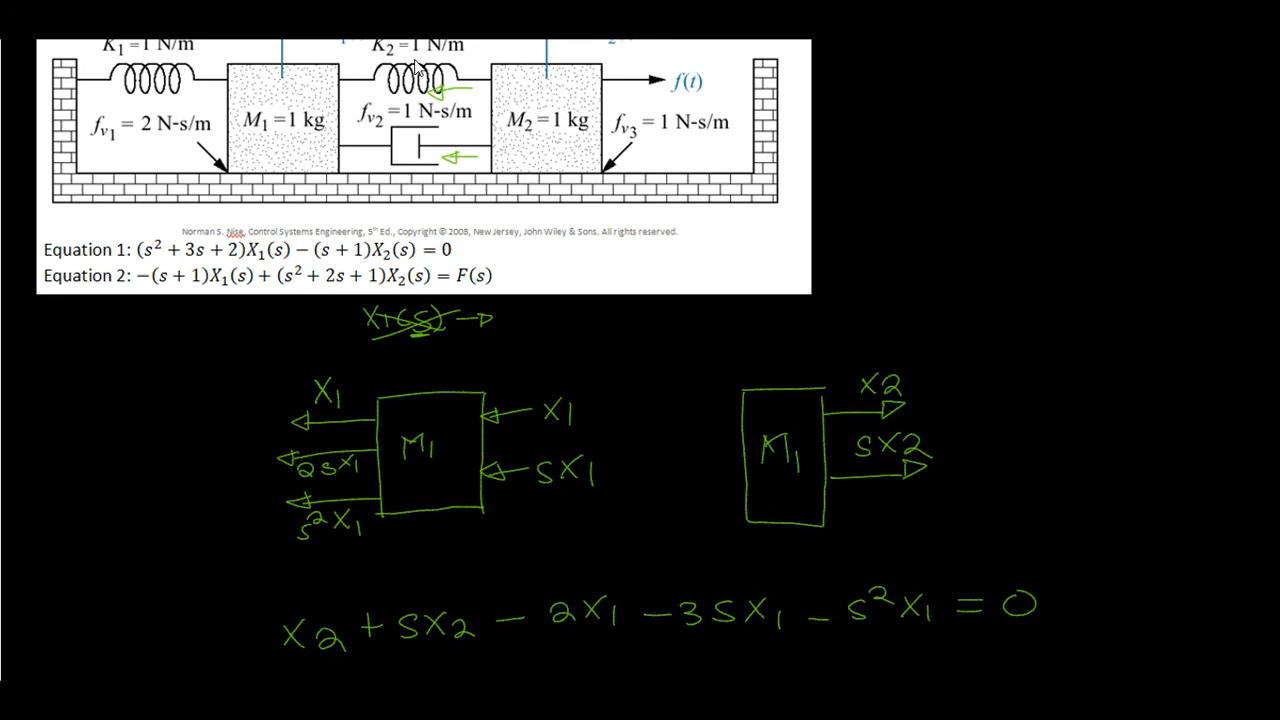 K₁ =1 N/m K₂ =1 N/m
f(t)
fᵥ₁ = 2 N-s/m M₁ =1 kg fᵥ₂ =1 N-s/m M₂ =1 kg fᵥ₃ = 1 N-s/m
Norman S. Nise, Control Systems Engineering, 5th Ed., Copyright © 2008, New Jersey, John Wiley & Sons. All rights reserved.
Equation 1: (s² + 3s + 2)X₁(s) − (s + 1)X₂(s) = 0
Equation 2: −(s + 1)X₁(s) + (s² + 2s + 1)X₂(s) = F(s)
X₁ X₁ X2
M₁ M₁
2sX₁ sX₁ sX2
s²X₁
X2 + sX2 − 2X₁ − 3sX₁ − s²X₁ = 0